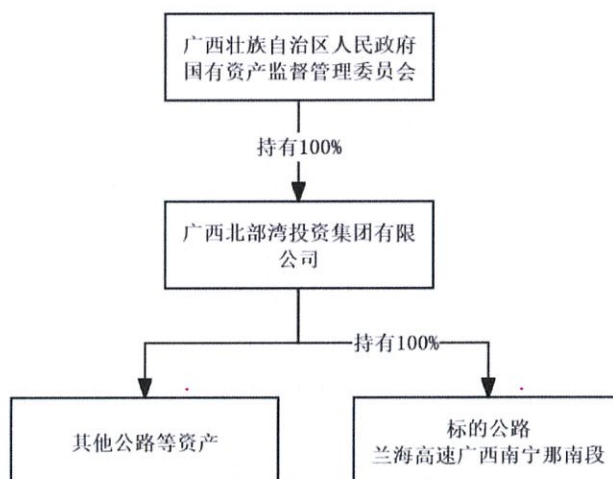 广西壮族自治区人民政府
国有资产监督管理委员会
持有100%
广西北部湾投资集团有限
公司
持有100%
其他公路等资产
标的公路
兰海高速广西南宁那南段